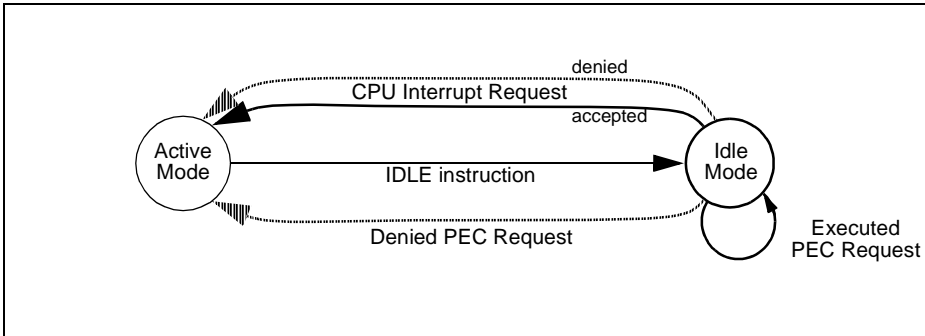 denied
CPU Interrupt Request
accepted
Active
Mode
Idle
Mode
IDLE instruction
Denied PEC Request
Executed
PEC Request